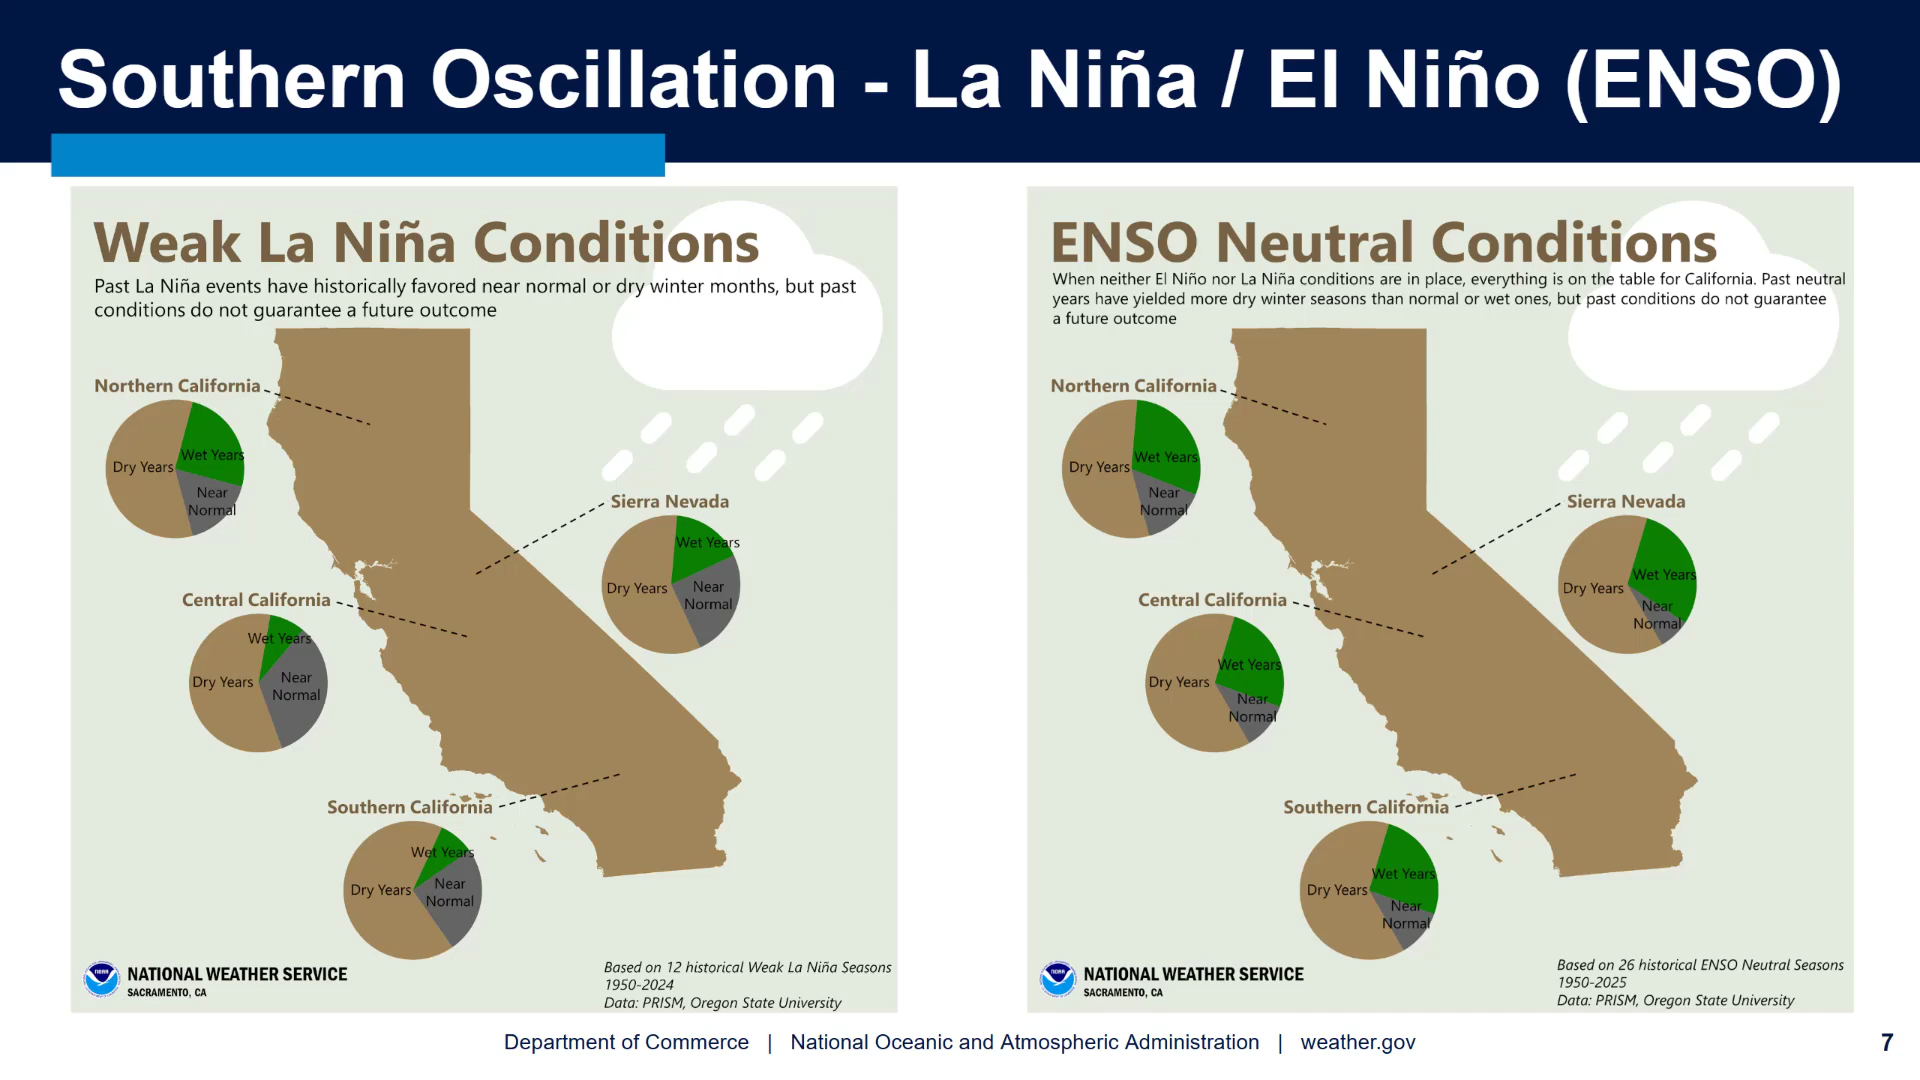 Southern Oscillation - La Niña / El Niño (ENSO)
Weak La Niña Conditions
Past La Niña events have historically favored near normal or dry winter months, but past
conditions do not guarantee a future outcome
Northern California
Dry Years
Wet Years
Near
Normal
Sierra Nevada
Dry Years
Wet Years
Near
Normal
Central California
Dry Years
Wet Years
Near
Normal
Southern California
Dry Years
Wet Years
Near
Normal
NATIONAL WEATHER SERVICE
SACRAMENTO, CA
Based on 12 historical Weak La Niña Seasons
1950-2024
Data: PRISM, Oregon State University
ENSO Neutral Conditions
When neither El Niño nor La Niña conditions are in place, everything is on the table for California. Past neutral
years have yielded more dry winter seasons than normal or wet ones, but past conditions do not guarantee
a future outcome
Northern California
Dry Years
Wet Years
Near
Normal
Sierra Nevada
Dry Years
Wet Years
Near
Normal
Central California
Dry Years
Wet Years
Near
Normal
Southern California
Dry Years
Wet Years
Near
Normal
NATIONAL WEATHER SERVICE
SACRAMENTO, CA
Based on 26 historical ENSO Neutral Seasons
1950-2025
Data: PRISM, Oregon State University
Department of Commerce | National Oceanic and Atmospheric Administration | weather.gov
7